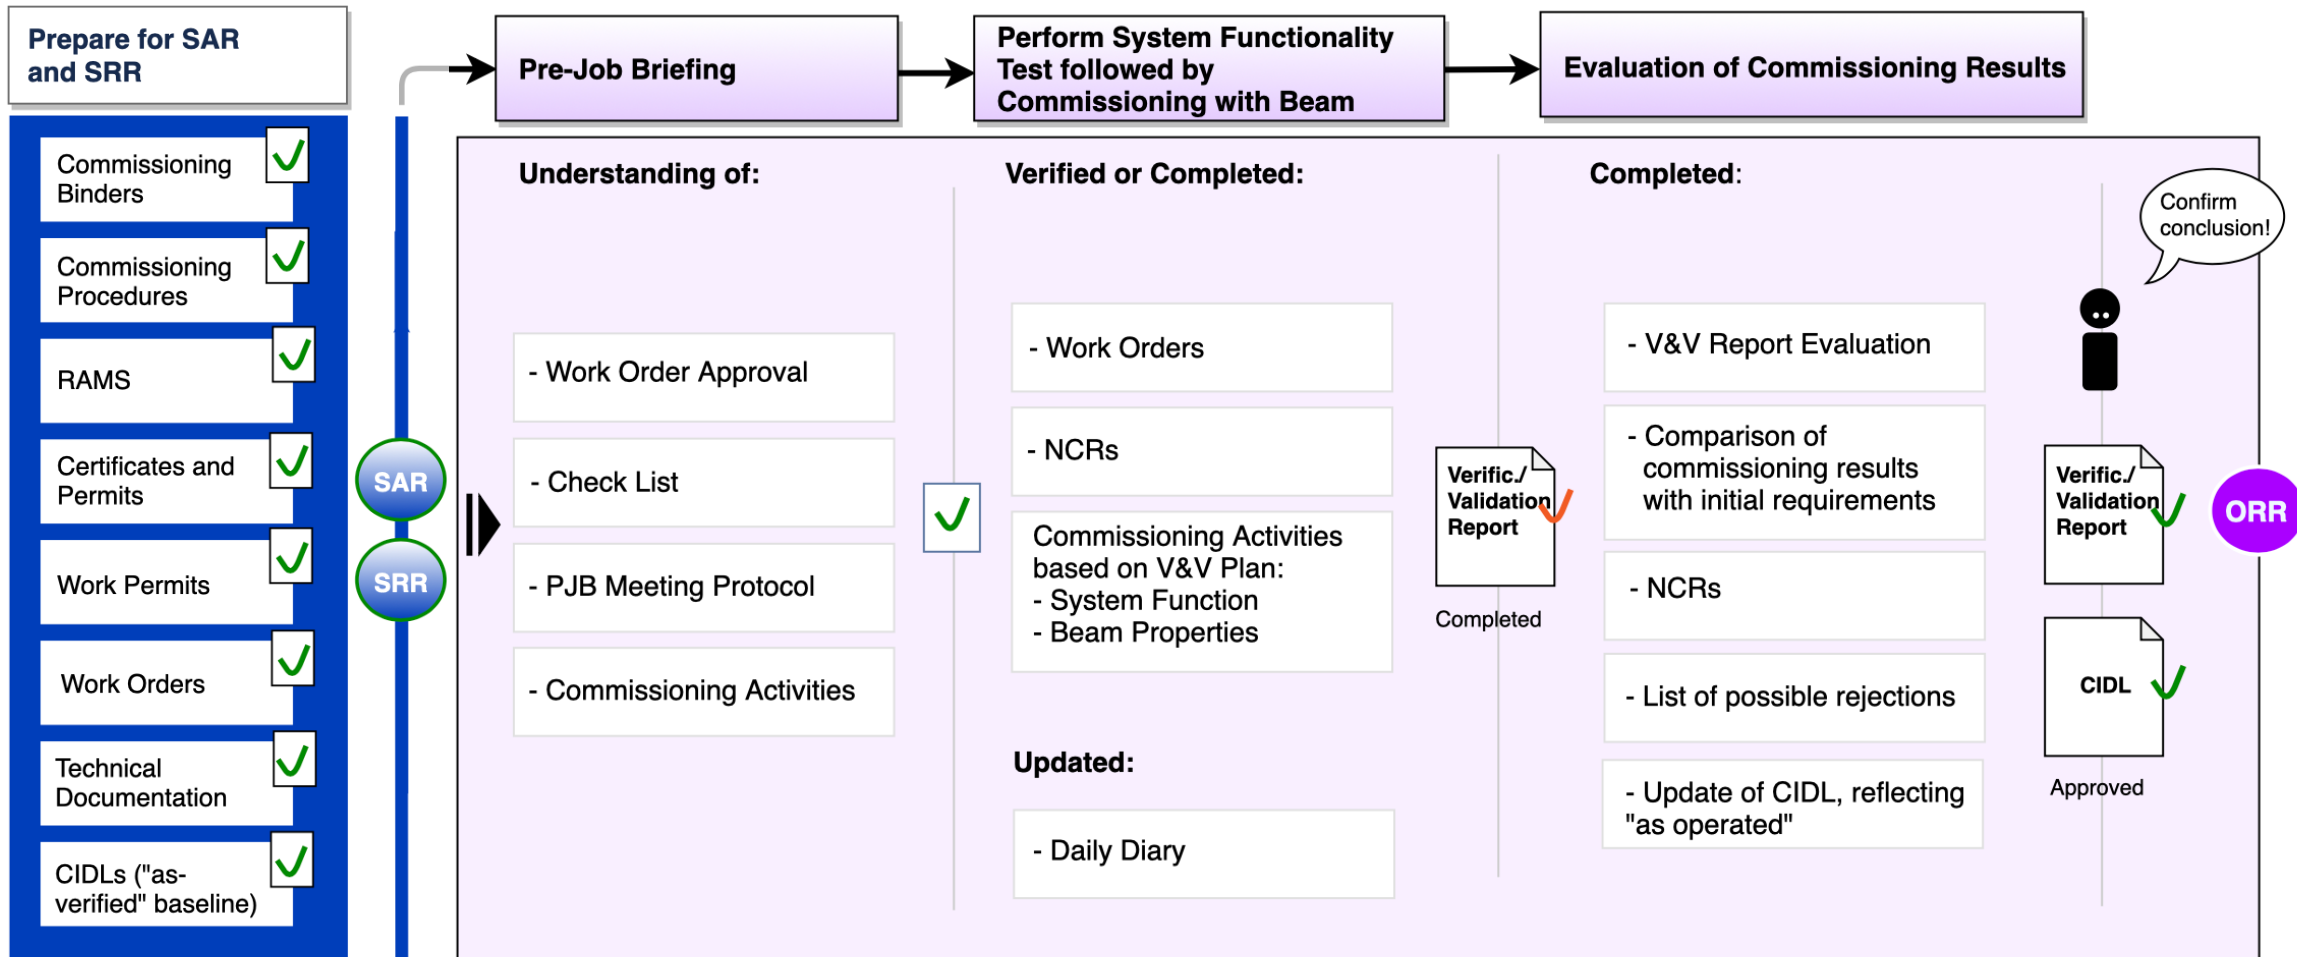 Prepare for SAR
and SRR
Commissioning
Binders
Commissioning
Procedures
RAMS
Certificates and
Permits
Work Permits
Work Orders
Technical
Documentation
CIDLs ("as-
verified" baseline)
SAR
SRR
Pre-Job Briefing
Perform System Functionality
Test followed by
Commissioning with Beam
Evaluation of Commissioning Results
Understanding of:
- Work Order Approval
- Check List
- PJB Meeting Protocol
- Commissioning Activities
Verified or Completed:
- Work Orders
- NCRs
Commissioning Activities
based on V&V Plan:
- System Function
- Beam Properties
Updated:
- Daily Diary
Verific./
Validation
Report
Completed
Completed:
- V&V Report Evaluation
- Comparison of
commissioning results
with initial requirements
- NCRs
- List of possible rejections
- Update of CIDL, reflecting
"as operated"
Confirm
conclusion!
Verific./
Validation
Report
CIDL
Approved
ORR